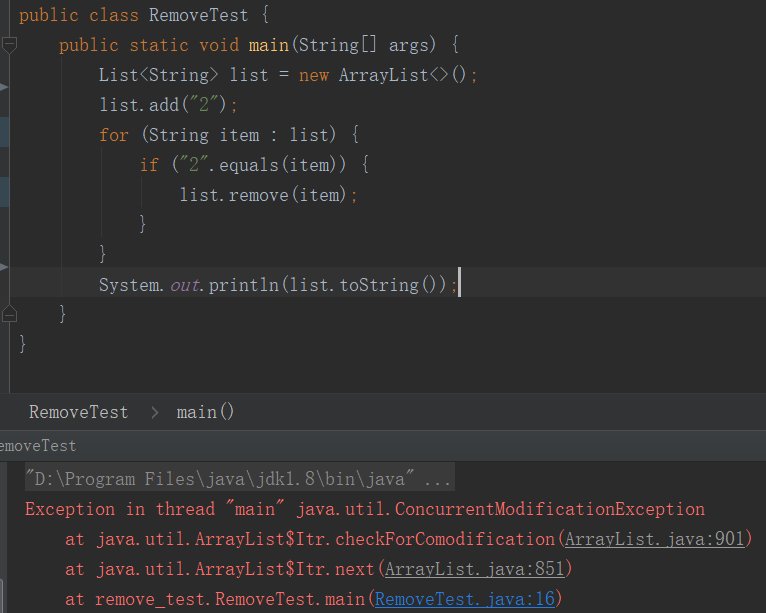 public class RemoveTest {
public static void main(String[] args) {
List<String> list = new ArrayList<>();
list.add("2");
for (String item : list) {
if ("2".equals(item)) {
list.remove(item);
}
}
System.out.println(list.toString());
}
}
RemoveTest > main()
emoveTest
"D:\Program Files\java\jdk1.8\bin\java" ...
Exception in thread "main" java.util.ConcurrentModificationException
at java.util.ArrayList$Itr.checkForComodification(ArrayList.java:901)
at java.util.ArrayList$Itr.next(ArrayList.java:851)
at remove_test.RemoveTest.main(RemoveTest.java:16)